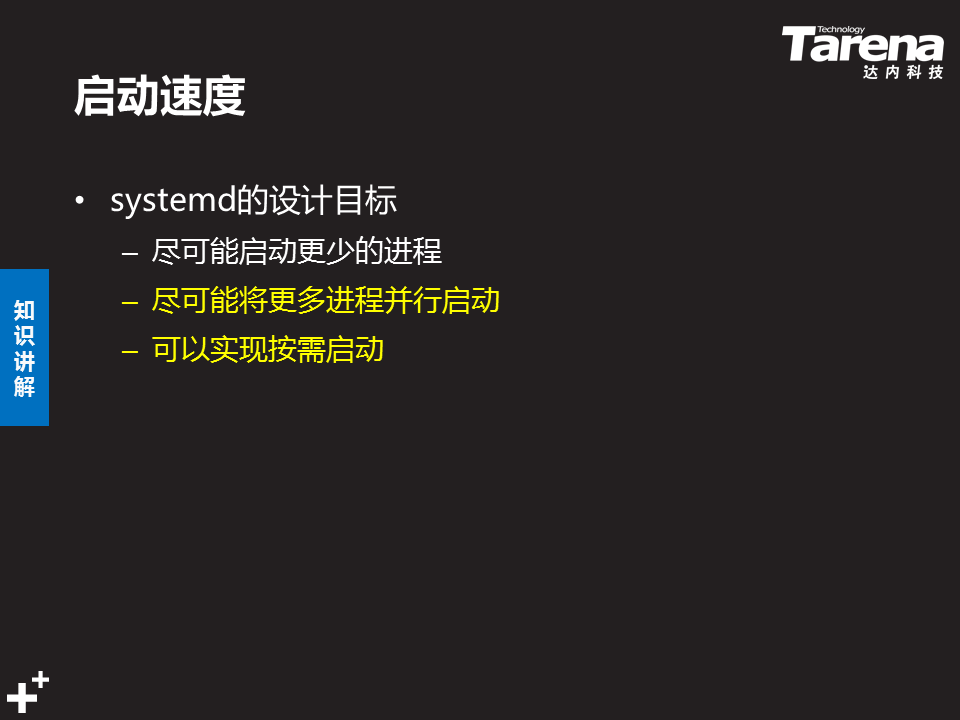 Technology
Tarena
达内科技
启动速度
• systemd的设计目标
– 尽可能启动更少的进程
– 尽可能将更多进程并行启动
– 可以实现按需启动
知识讲解